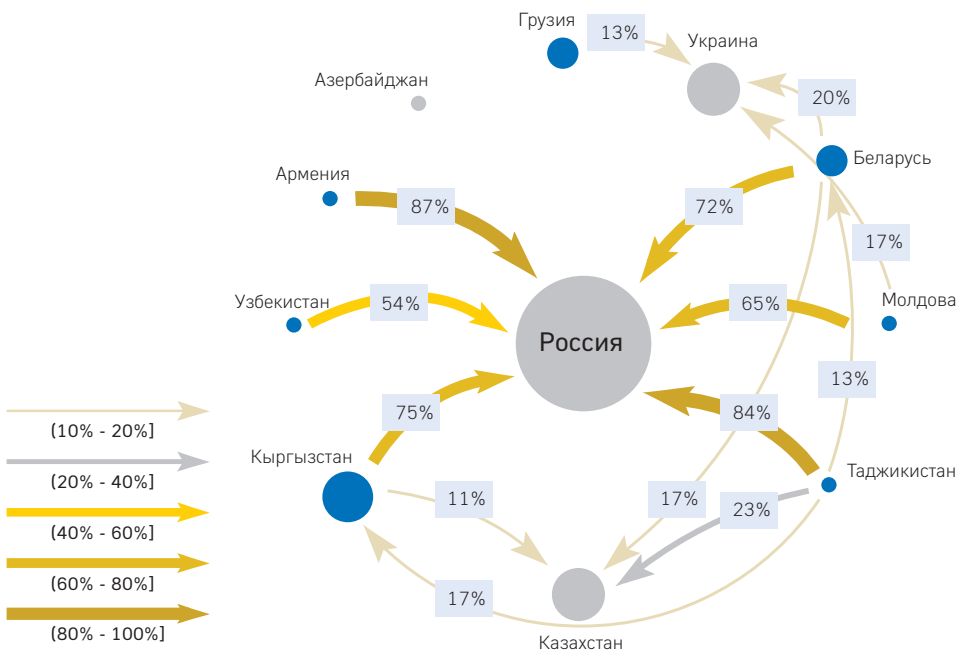 Грузия
13%
Украина
Азербайджан
20%
Беларусь
Армения
87%
72%
17%
Узбекистан
54%
65%
Молдова
Россия
13%
75%
84%
(10% - 20%]
Кыргызстан
Таджикистан
(20% - 40%]
11%
17%
23%
(40% - 60%]
(60% - 80%]
17%
(80% - 100%]
Казахстан